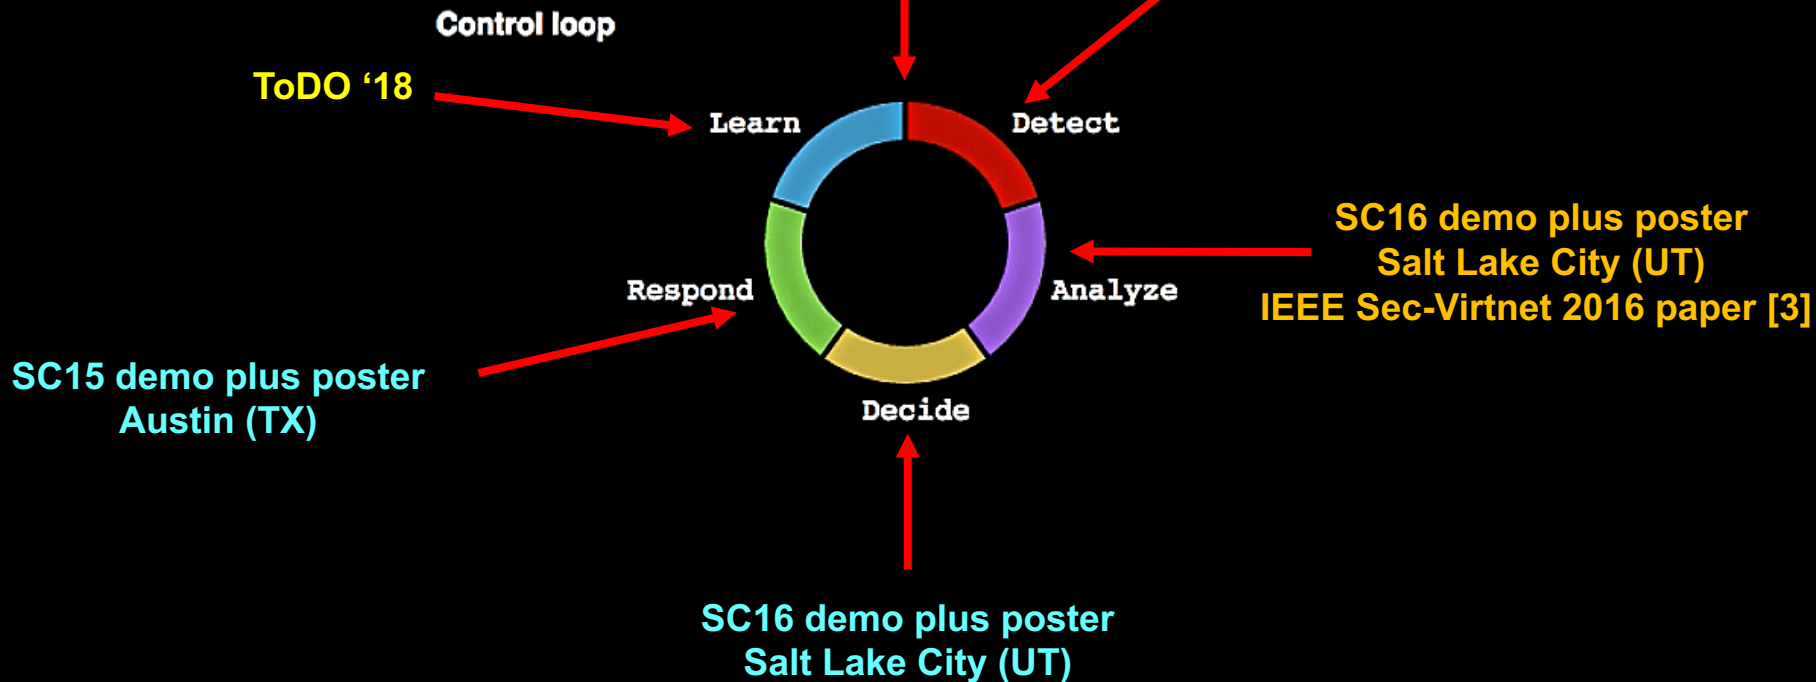 Control loop
ToDO ‘18
Learn
Detect
SC16 demo plus poster
Salt Lake City (UT)
IEEE Sec-Virtnet 2016 paper [3]
Respond
Analyze
SC15 demo plus poster
Austin (TX)
Decide
SC16 demo plus poster
Salt Lake City (UT)